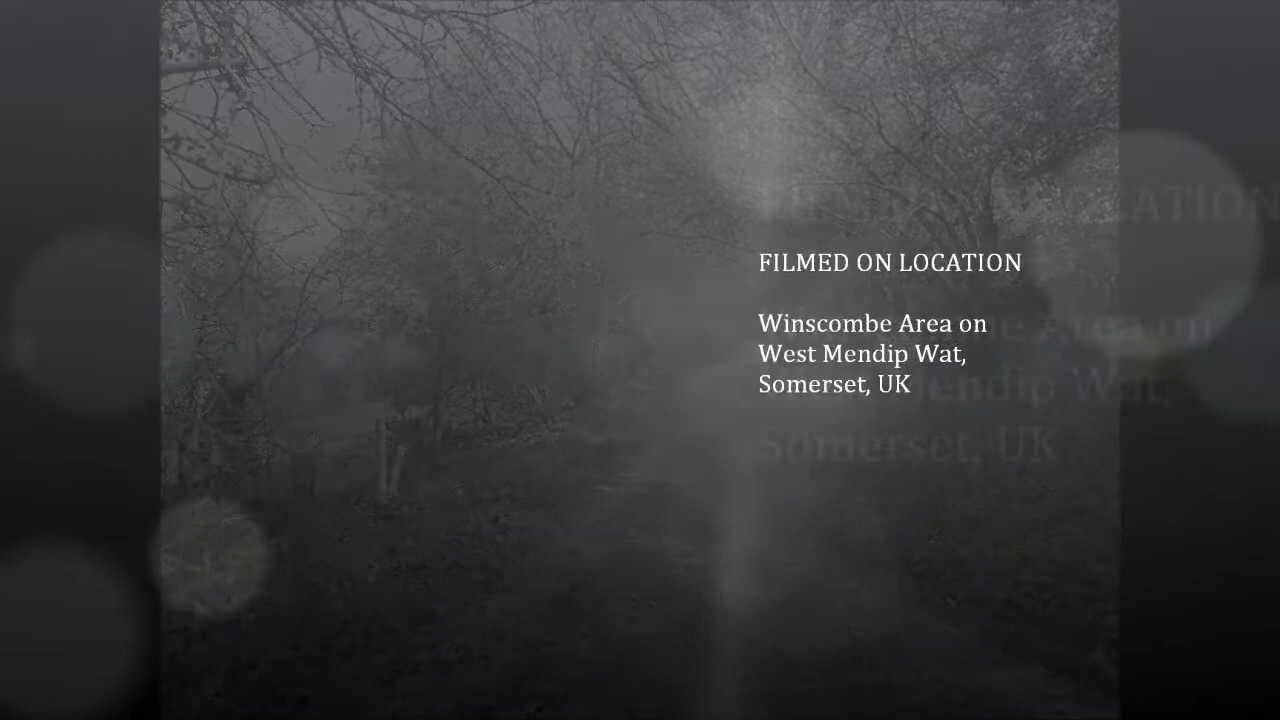 FILMED ON LOCATION
Winscombe Area on
West Mendip Wat,
Somerset, UK